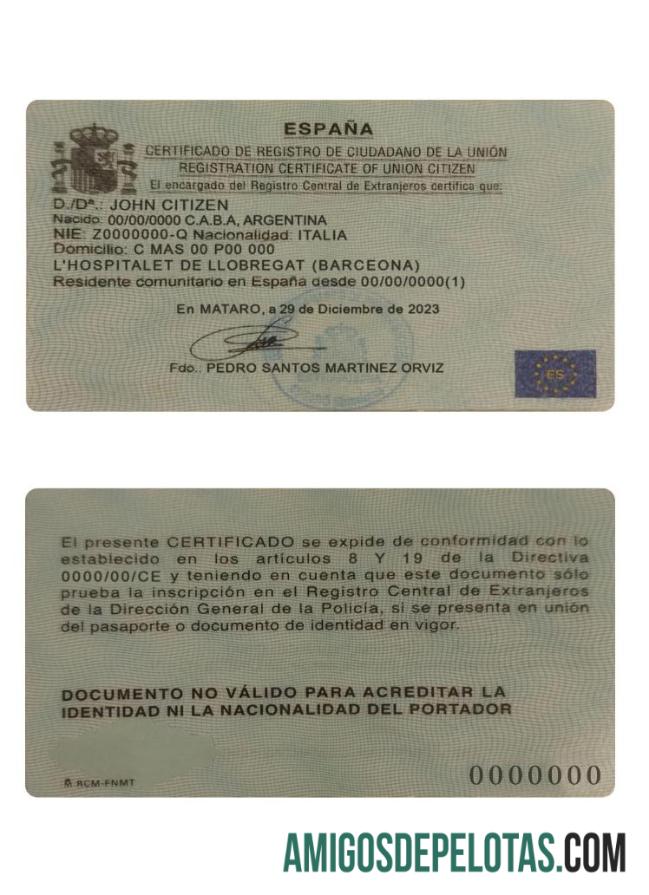 ESPAÑA
CERTIFICADO DE REGISTRO DE CIUDADANO DE LA UNIÓN
REGISTRATION CERTIFICATE OF UNION CITIZEN
El encargado del Registro Central de Extranjeros certifica que:
D./Dª.: JOHN CITIZEN
Nacido: 00/00/0000 C.A.B.A, ARGENTINA
NIE: Z0000000-Q Nacionalidad: ITALIA
Domicilio: C MAS 00 P00 000
L'HOSPITALET DE LLOBREGAT (BARCEONA)
Residente comunitario en España desde 00/00/0000(1)
En MATARO, a 29 de Diciembre de 2023
Fdo.: PEDRO SANTOS MARTINEZ ORVIZ
ES
El presente CERTIFICADO se expide de conformidad con lo
establecido en los artículos 8 Y 19 de la Directiva
0000/00/CE y teniendo en cuenta que este documento sólo
prueba la inscripción en el Registro Central de Extranjeros
de la Dirección General de la Policía, si se presenta en unión
del pasaporte o documento de identidad en vigor.
DOCUMENTO NO VÁLIDO PARA ACREDITAR LA
IDENTIDAD NI LA NACIONALIDAD DEL PORTADOR
RCM-FNMT
0000000
AMIGOSDEPELOTAS.COM